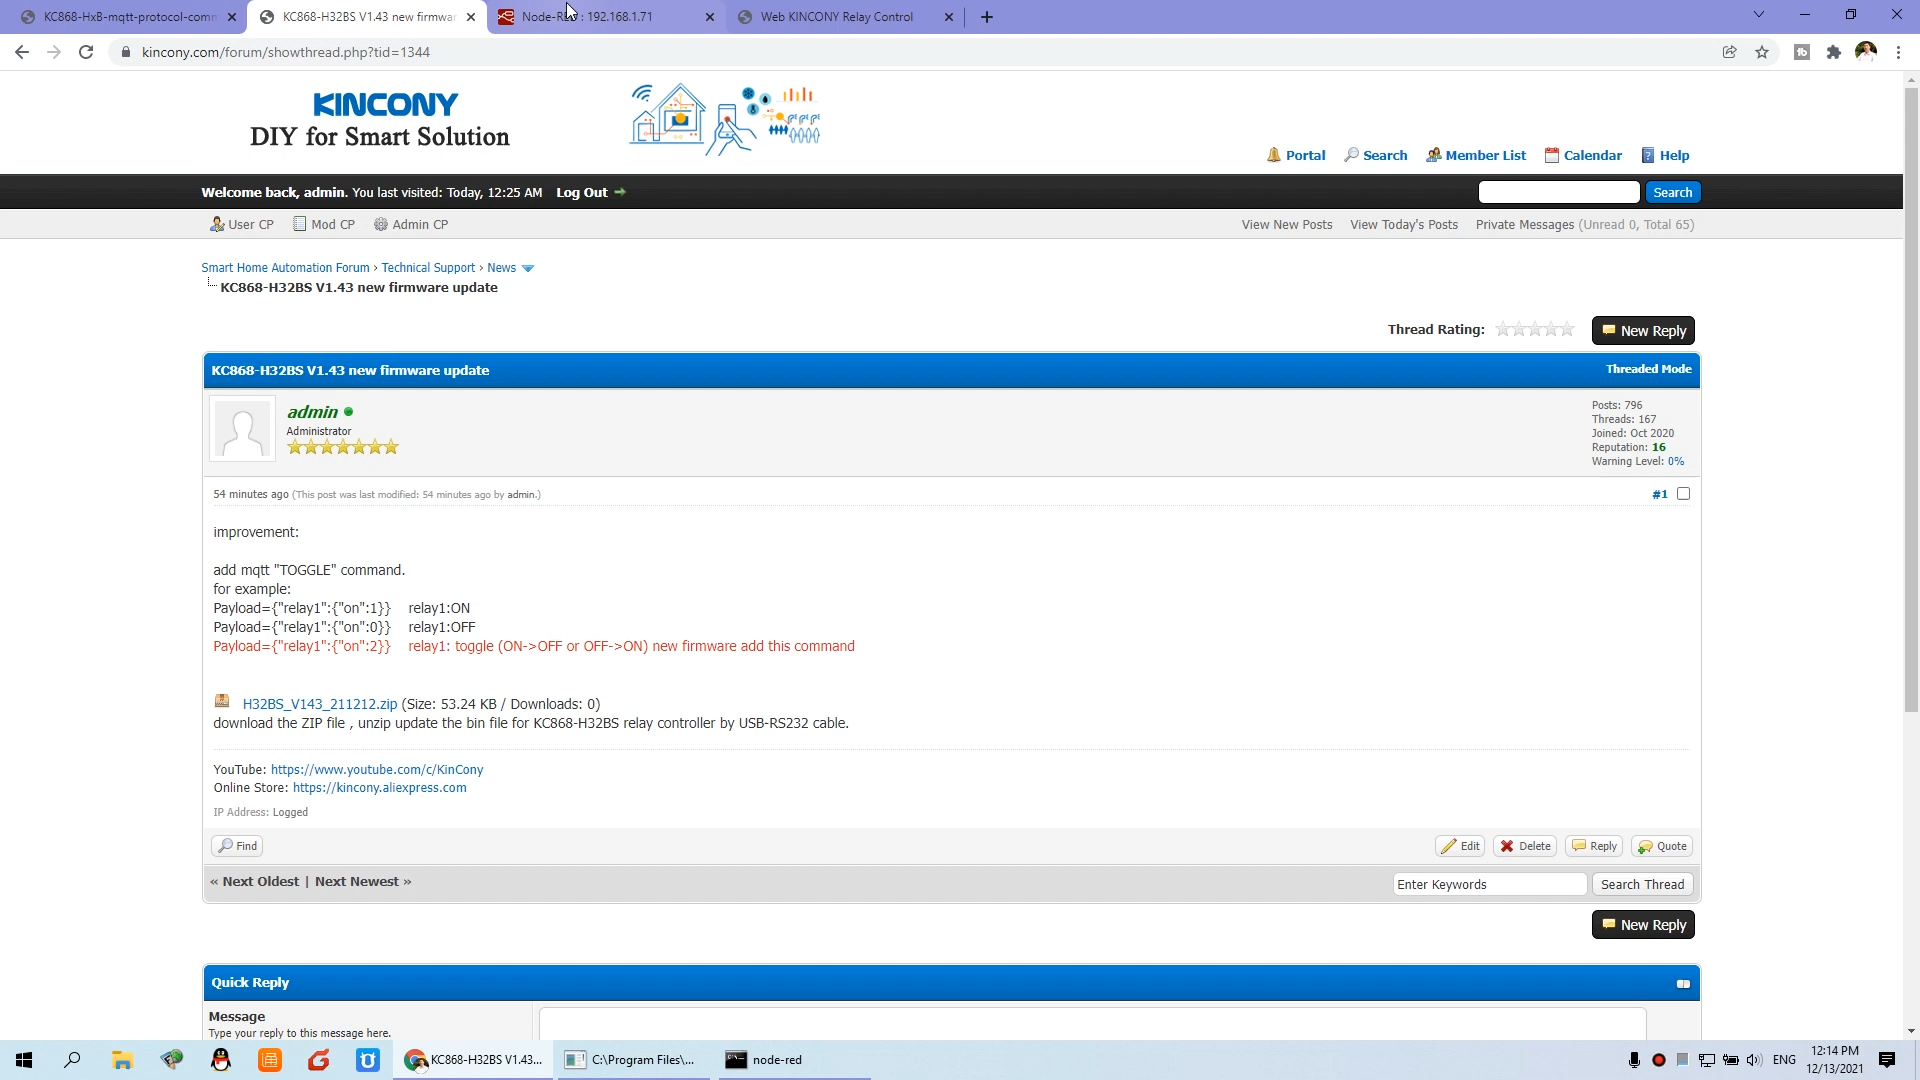 KC868-HxB-mqtt-protocol-comm
KC868-H32BS V1.43 new firmwar
Node-RED : 192.168.1.71
Web KINCONY Relay Control
kincony.com/forum/showthread.php?tid=1344
KINCONY
DIY for Smart Solution
Portal
Search
Member List
Calendar
Help
Welcome back, admin. You last visited: Today, 12:25 AM Log Out
Search
User CP
Mod CP
Admin CP
View New Posts
View Today's Posts
Private Messages (Unread 0, Total 65)
Smart Home Automation Forum › Technical Support › News
KC868-H32BS V1.43 new firmware update
Thread Rating:
New Reply
KC868-H32BS V1.43 new firmware update
Threaded Mode
admin
Administrator
Posts: 796
Threads: 167
Joined: Oct 2020
Reputation: 16
Warning Level: 0%
54 minutes ago (This post was last modified: 54 minutes ago by admin.)
#1
improvement:
add mqtt "TOGGLE" command.
for example:
Payload={"relay1":{"on":1}} relay1:ON
Payload={"relay1":{"on":0}} relay1:OFF
Payload={"relay1":{"on":2}} relay1: toggle (ON->OFF or OFF->ON) new firmware add this command
H32BS_V143_211212.zip (Size: 53.24 KB / Downloads: 0)
download the ZIP file , unzip update the bin file for KC868-H32BS relay controller by USB-RS232 cable.
YouTube: https://www.youtube.com/c/KinCony
Online Store: https://kincony.aliexpress.com
IP Address: Logged
Find
Edit
Delete
Reply
Quote
« Next Oldest | Next Newest »
Enter Keywords
Search Thread
New Reply
Quick Reply
Message
Type your reply to this message here.
KC868-H32BS V1.43...
C:\Program Files\...
node-red
ENG
12:14 PM
12/13/2021